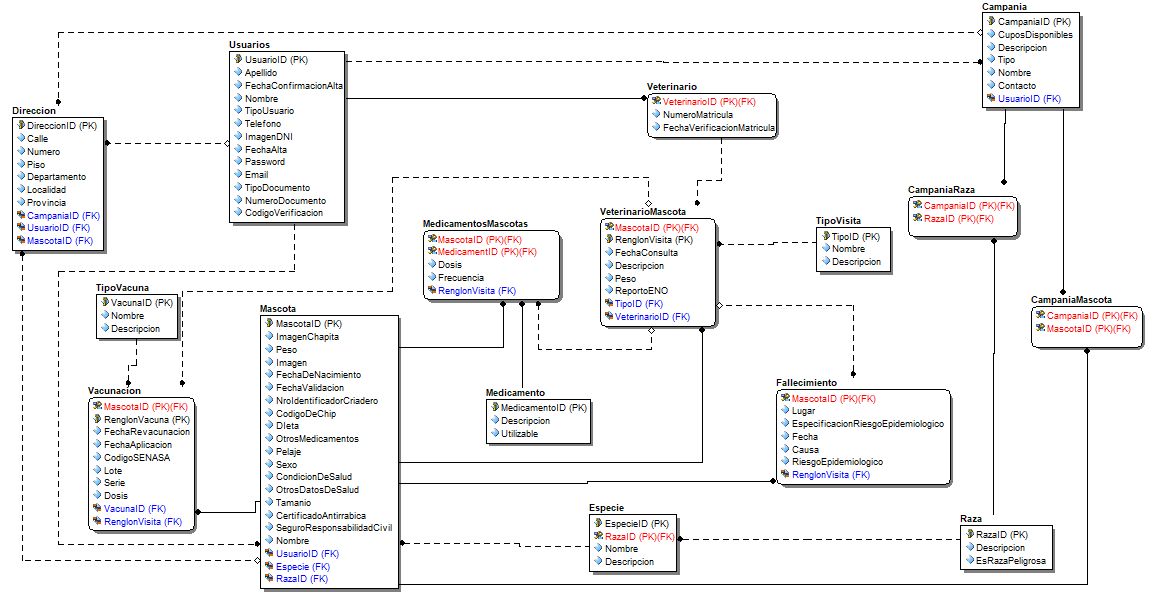 Campania
CampaniaID (PK)
CuposDisponibles
Descripcion
Tipo
Nombre
Contacto
UsuarioID (FK)
Usuarios
UsuarioID (PK)
Apellido
FechaConfirmacionAlta
Nombre
TipoUsuario
Telefono
ImagenDNI
FechaAlta
Password
Email
TipoDocumento
NumeroDocumento
CodigoVerificacion
Veterinario
VeterinarioID (PK)(FK)
NumeroMatricula
FechaVerificacionMatricula
Direccion
DireccionID (PK)
Calle
Numero
Piso
Departamento
Localidad
Provincia
CampaniaID (FK)
UsuarioID (FK)
MascotaID (FK)
CampaniaRaza
CampaniaID (PK)(FK)
RazaID (PK)(FK)
VeterinarioMascota
MascotaID (PK)(FK)
RenglonVisita (PK)
FechaConsulta
Descripcion
Peso
ReportoENO
TipoID (FK)
VeterinarioID (FK)
TipoVisita
TipoID (PK)
Nombre
Descripcion
MedicamentosMascotas
MascotaID (PK)(FK)
MedicamentID (PK)(FK)
Dosis
Frecuencia
RenglonVisita (FK)
TipoVacuna
VacunaID (PK)
Nombre
Descripcion
CampaniaMascota
CampaniaID (PK)(FK)
MascotaID (PK)(FK)
Mascota
MascotaID (PK)
ImagenChapita
Peso
Imagen
FechaDeNacimiento
FechaValidacion
NroIdentificadorCriadero
CodigoDeChip
DIeta
OtrosMedicamentos
Pelaje
Sexo
CondicionDeSalud
OtrosDatosDeSalud
Tamanio
CertificadoAntirrabica
SeguroResponsabilidadCivil
Nombre
UsuarioID (FK)
Especie (FK)
RazaID (FK)
Vacunacion
MascotaID (PK)(FK)
RenglonVacuna (PK)
FechaRevacunacion
FechaAplicacion
CodigoSENASA
Lote
Serie
Dosis
VacunaID (FK)
RenglonVisita (FK)
Medicamento
MedicamentoID (PK)
Descripcion
Utilizable
Fallecimiento
MascotaID (PK)(FK)
Lugar
EspecificacionRiesgoEpidemiologico
Fecha
Causa
RiesgoEpidemiologico
RenglonVisita (FK)
Especie
EspecieID (PK)
RazaID (PK)(FK)
Nombre
Descripcion
Raza
RazaID (PK)
Descripcion
EsRazaPeligrosa